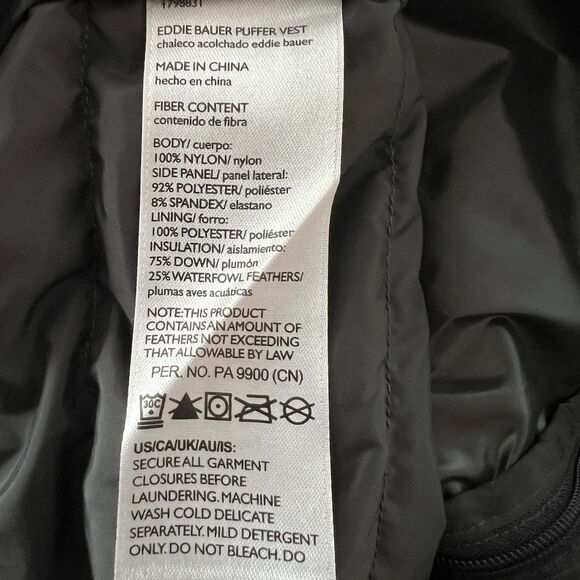 1798831
EDDIE BAUER PUFFER VEST
chaleco acolchado eddie bauer
MADE IN CHINA
hecho en china
FIBER CONTENT
contenido de fibra
BODY/ cuerpo:
100% NYLON/ nylon
SIDE PANEL/ panel lateral:
92% POLYESTER/ poliéster
8% SPANDEX/ elastano
LINING/ forro:
100% POLYESTER/ poliéster
INSULATION/ aislamiento:
75% DOWN/ plumón
25% WATERFOWL FEATHERS/
plumas aves acuáticas
NOTE:THIS PRODUCT
CONTAINS AN AMOUNT OF
FEATHERS NOT EXCEEDING
THAT ALLOWABLE BY LAW
PER. NO. PA 9900 (CN)
30C
US/CA/UK/AU/IS:
SECURE ALL GARMENT
CLOSURES BEFORE
LAUNDERING. MACHINE
WASH COLD DELICATE
SEPARATELY. MILD DETERGENT
ONLY. DO NOT BLEACH. DO